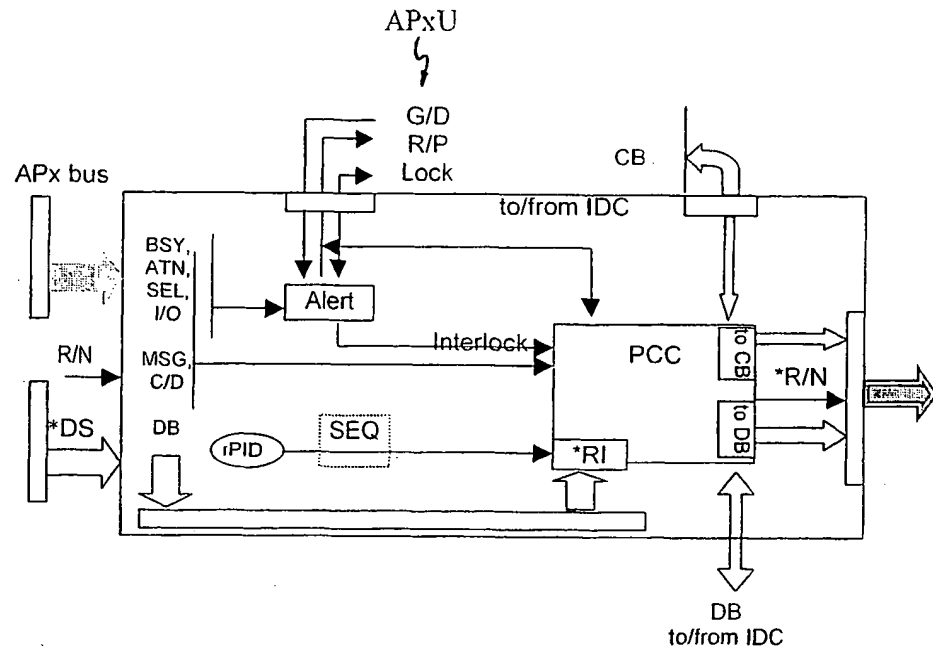 APxU
G/D
R/P
Lock
CB
APx bus
to/from IDC
BSY,
ATN,
SEL,
I/O
Alert
Interlock
PCC
to CB
R/N
MSG,
C/D
*R/N
*DS
DB
rPID
SEQ
*RI
to DB
DB
to/from IDC